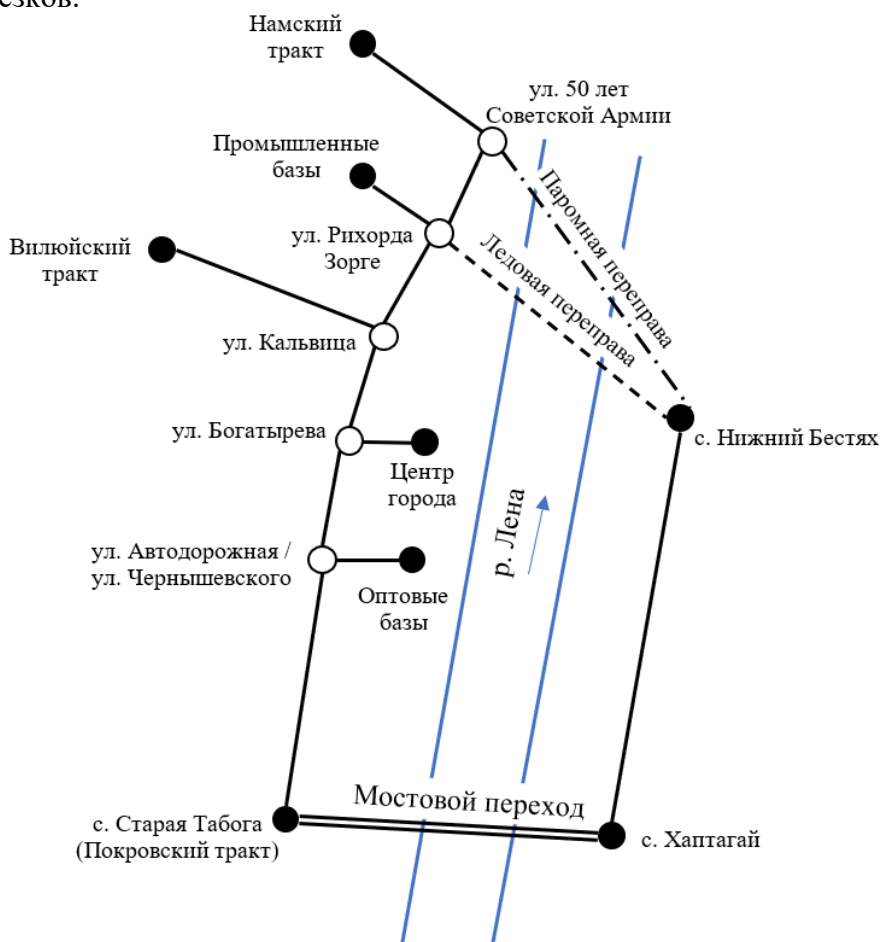 Намский
тракт
ул. 50 лет
Советской Армии
Промышленные
базы
Паромная переправа
ул. Рихорда
Зорге
Ледовая переправа
Вилюйский
тракт
ул. Кальвица
ул. Богатырева
с. Нижний Бестях
Центр
города
р. Лена
ул. Автодорожная /
ул. Чернышевского
Оптовые
базы
Мостовой переход
с. Старая Табога
(Покровский тракт)
с. Хаптагай